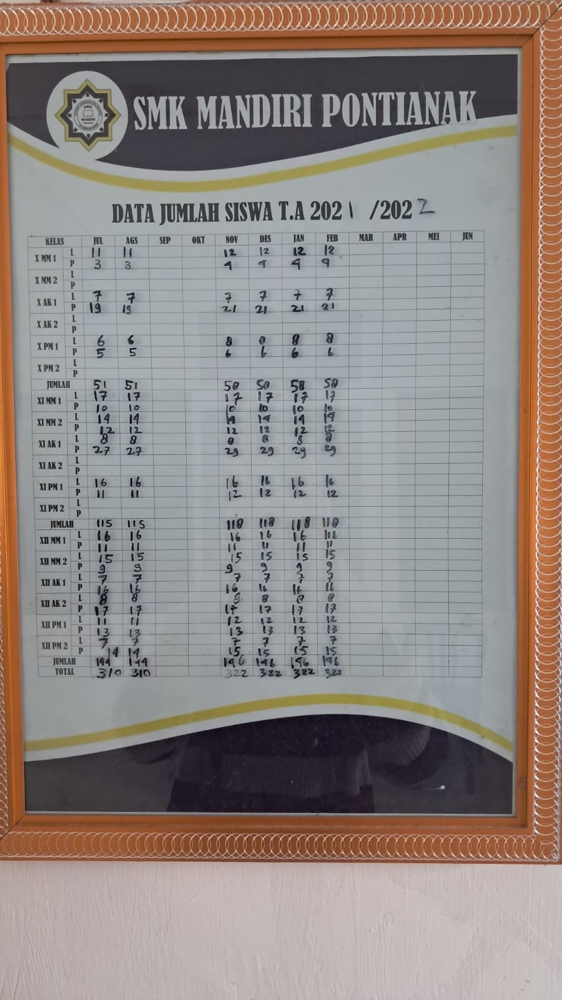 SMK
MANDIRI
SMK MANDIRI PONTIANAK
DATA JUMLAH SISWA T.A 2021 /2022
KELAS JUL AGS SEP OKT NOV DES JAN FEB MAR APR MEI JUN
X MM 1 L 11 11 12 12 12 12
P 3 3 4 4 4 4
X MM 2 L
P
X AK 1 L 7 7 7 7 7 7
P 19 19 21 21 21 21
X AK 2 L
P
X PM 1 L 6 6 8 8 8 8
P 5 5 6 6 6 6
X PM 2 L
P
JUMLAH 51 51 58 58 58 58
XI MM 1 L 17 17 17 17 17 17
P 10 10 10 10 10 10
XI MM 2 L 14 14 14 14 14 14
P 12 12 12 12 12 12
XI AK 1 L 8 8 8 8 8 8
P 27 27 29 29 29 29
XI AK 2 L
P
XI PM 1 L 16 16 16 16 16 16
P 11 11 12 12 12 12
XI PM 2 L
P
JUMLAH 115 115 118 118 118 118
XII MM 1 L 16 16 16 16 16
P 11 11 11 11 11 11
XII MM 2 L 15 15 15 15 15 15
P 9 9 9 9 9 9
XII AK 1 L 7 7 7 7 7 7
P 16 16 16 16 16 16
XII AK 2 L 8 8 8 8 8 8
P 17 17 17 17 17 17
XII PM 1 L 11 11 12 12 12 12
P 13 13 13 13 13 13
XII PM 2 L 7 7 7 7 7 7
P 14 14 15 15 15 15
JUMLAH 144 144 146 146 146 146
TOTAL 310 310 322 322 322